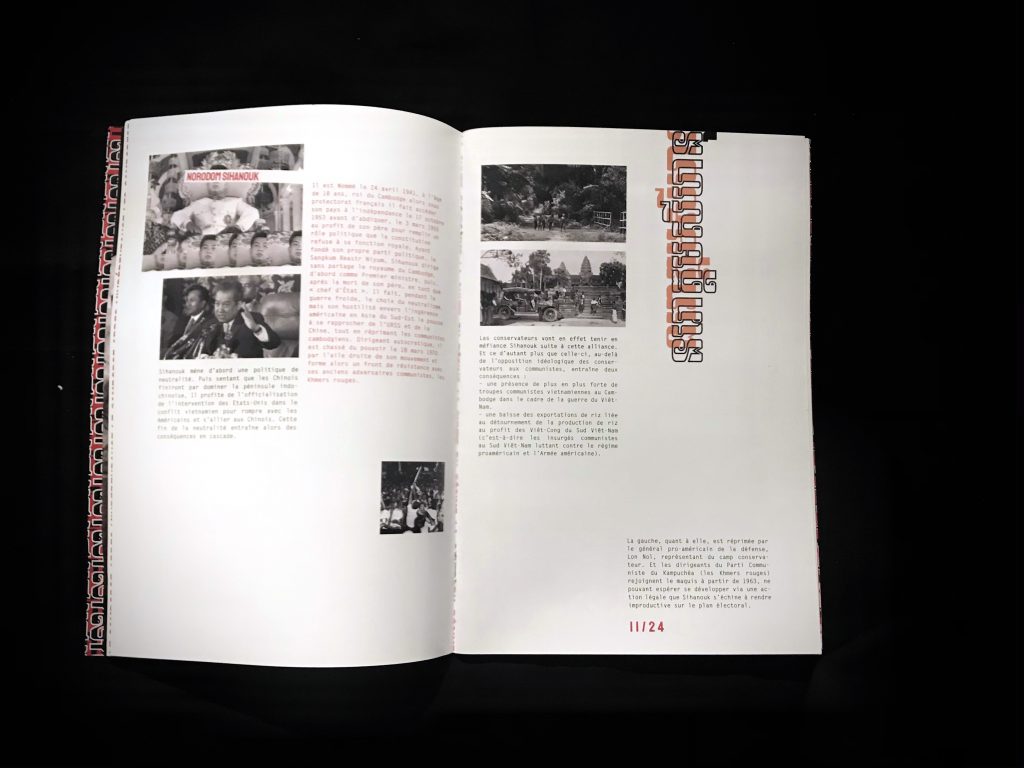 NORODOM SIHANOUK
Il est Nommé le 24 avril 1941, à l'âge
de 18 ans, roi du Cambodge alors sous
protectorat français il fait accéder
son pays à l'indépendance le 17 octobre
1953 avant d'abdiquer, le 3 mars 1955
au profit de son père pour remplir un
rôle politique que la constitution
refuse à sa fonction royale. Ayant
fondé son propre parti politique, le
Sangkum Reastr Niyum, Sihanouk dirige
sans partage le royaume du Cambodge,
d'abord comme Premier ministre, puis,
après la mort de son père, en tant que
« chef d'État ». Il fait, pendant la
guerre froide, le choix du neutralisme,
mais son hostilité envers l'ingérence
américaine en Asie du Sud-Est le pousse
à se rapprocher de l'URSS et de la
Chine, tout en réprimant les communistes
cambodgiens. Dirigeant autocratique, il
est chassé du pouvoir le 18 mars 1970
par l'aile droite de son mouvement et
forme alors un front de résistance avec
ses anciens adversaires communistes, les
Khmers rouges.
Sihanouk mène d'abord une politique de
neutralité. Puis sentant que les Chinois
finiront par dominer la péninsule indo-
chinoise, il profite de l'officialisation
de l'intervention des États-Unis dans le
conflit vietnamien pour rompre avec les
Américains et s'allier aux Chinois. Cette
fin de la neutralité entraîne alors des
conséquences en cascade.
Les conservateurs vont en effet tenir en
méfiance Sihanouk suite à cette alliance.
Et ce d'autant plus que celle-ci, au-delà
de l'opposition idéologique des conser-
vateurs aux communistes, entraîne deux
conséquences :
- une présence de plus en plus forte de
troupes communistes vietnamiennes au Cam-
bodge dans le cadre de la guerre du Viêt-
Nam.
- une baisse des exportations de riz liée
au détournement de la production de riz
au profit des Viêt-Cong du Sud Viêt-Nam
(c'est-à-dire les insurgés communistes
au Sud Viêt-Nam luttant contre le régime
proaméricain et l'Armée américaine).
La gauche, quant à elle, est réprimée par
le général pro-américain de la défense,
Lon Nol, représentant du camp conserva-
teur. Et les dirigeants du Parti Commu-
niste du Kampuchéa (les Khmers rouges)
rejoignent le maquis à partir de 1963, ne
pouvant espérer se développer via une ac-
tion légale que Sihanouk s'échine à rendre
improductive sur le plan électoral.
11/24